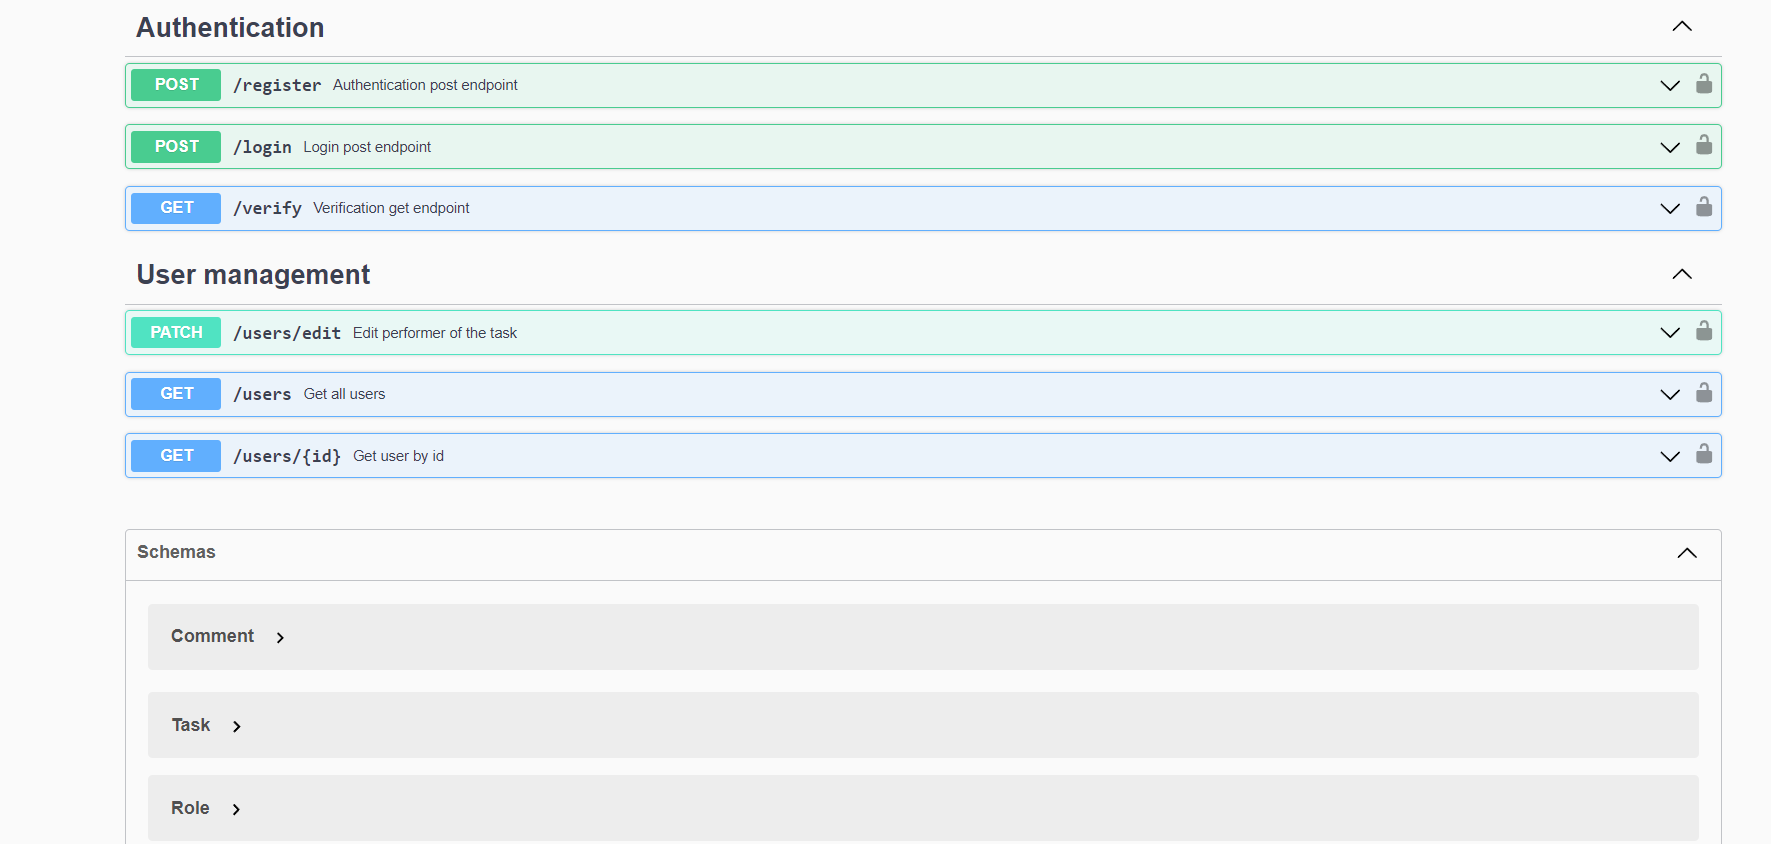 Authentication
POST /register Authentication post endpoint
POST /login Login post endpoint
GET /verify Verification get endpoint
User management
PATCH /users/edit Edit performer of the task
GET /users Get all users
GET /users/{id} Get user by id
Schemas
Comment
Task
Role